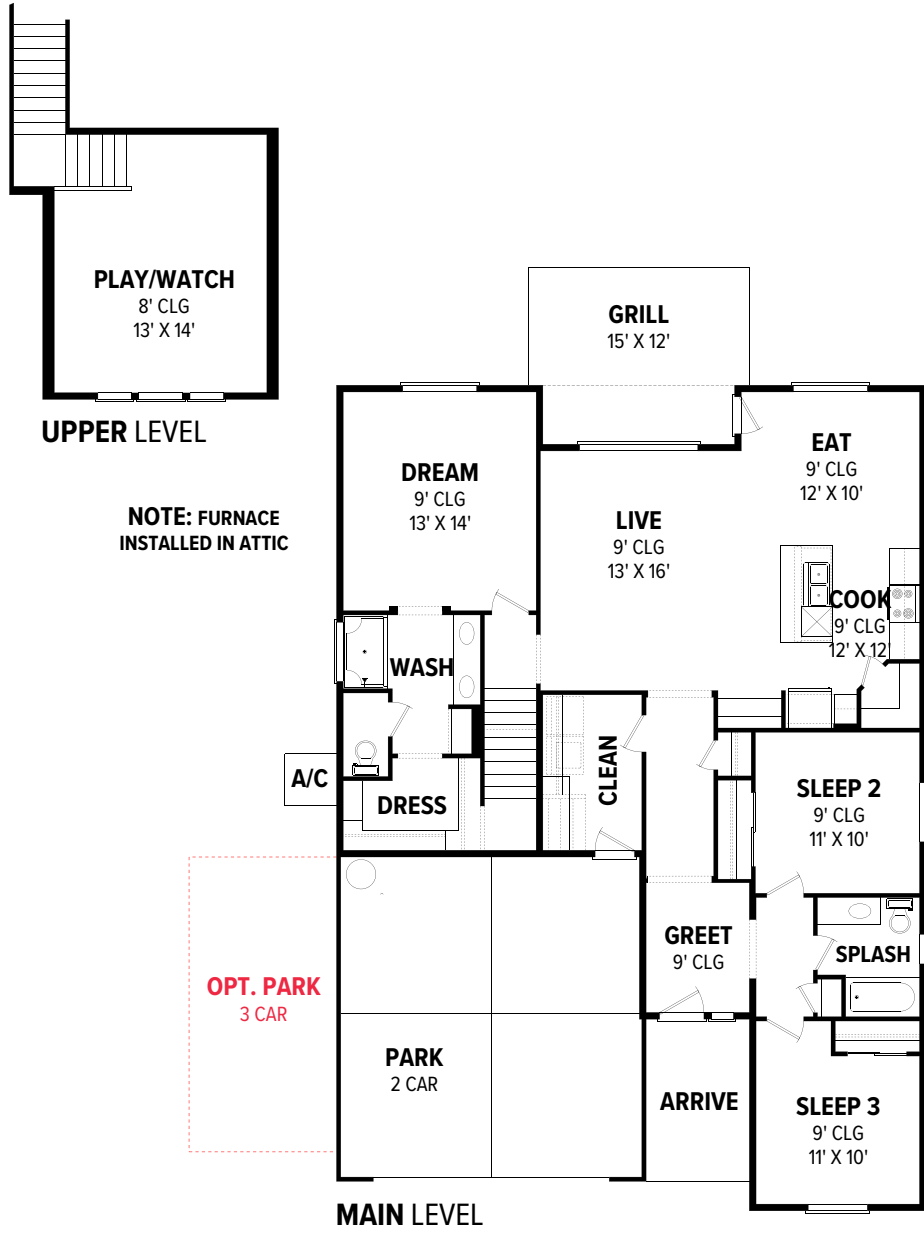 PLAY/WATCH
8' CLG
13' X 14'
UPPER LEVEL
NOTE: FURNACE
INSTALLED IN ATTIC
GRILL
15' X 12'
DREAM
9' CLG
13' X 14'
LIVE
9' CLG
13' X 16'
EAT
9' CLG
12' X 10'
COOK
9' CLG
12' X 12'
WASH
A/C
DRESS
CLEAN
SLEEP 2
9' CLG
11' X 10'
GREET
9' CLG
SPLASH
OPT. PARK
3 CAR
PARK
2 CAR
ARRIVE
SLEEP 3
9' CLG
11' X 10'
MAIN LEVEL